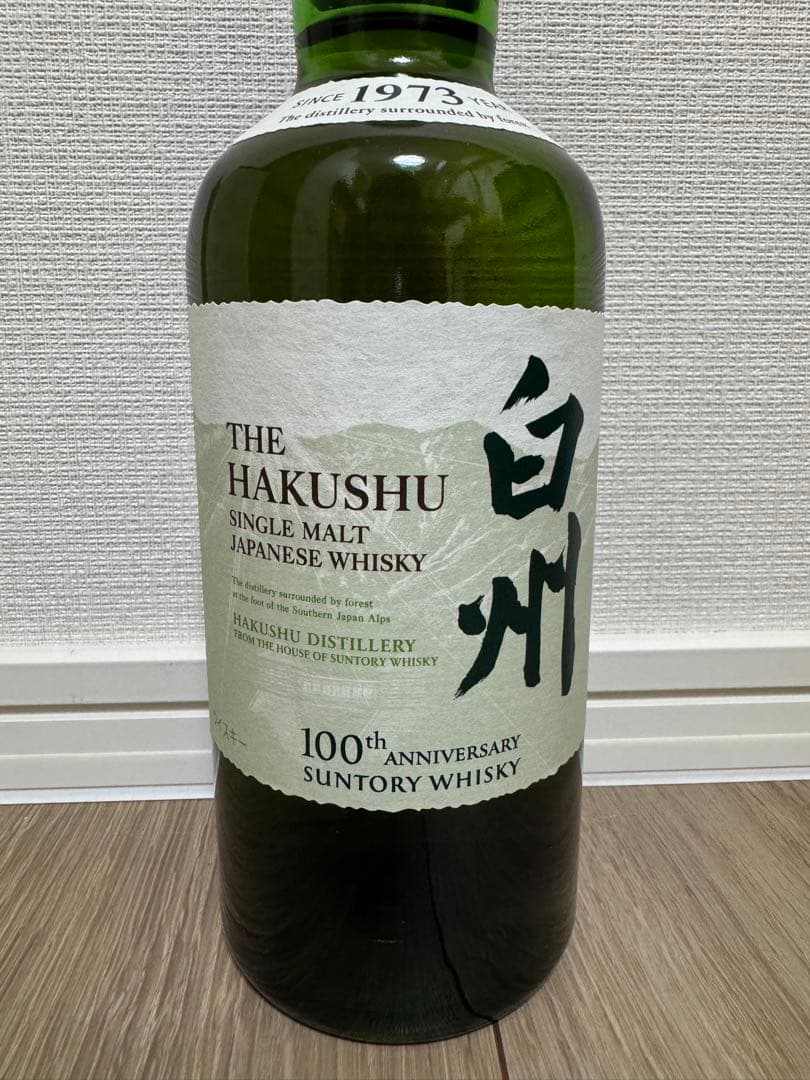 SINCE 1973 YEA
The distillery surrounded by fores
THE
HAKUSHU
SINGLE MALT
JAPANESE WHISKY
白州
The distillery surrounded by forest
at the foot of the Southern Japan Alps
HAKUSHU DISTILLERY
FROM THE HOUSE OF SUNTORY WHISKY
ウイスキー
100th ANNIVERSARY
SUNTORY WHISKY